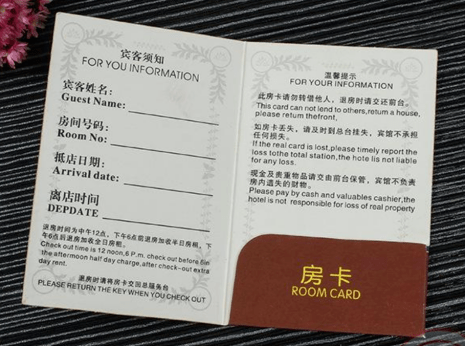 宾客须知
FOR YOU INFORMATION
宾客姓名:
Guest Name:
房间号码:
Room No:
抵店日期:
Arrival date:
离店时间
DEPDATE
退房时间为中午12点，下午6点前退房加收半日房租，下
午6点后退房加收全日房租。
Check out time is 12 noon,6 P.m. check out before 6in
the afternoon half day charge,after check-out extra
day rent.
退房时请将房卡交回总服务台
PLEASE RETURN THE KEY WHEN YOU CHECK OUT
温馨提示
FOR YOUR INFORMATION
此房卡请勿转借他人，退房时请交还前台。
This card can not lend to others,return a house,
please return thefront.
如房卡丢失，请及时到总台挂失，宾馆不承担
任何损失。
If the real card is lost,please timely report the
loss tothe total station,the hote lis not liable
for any loss.
现金及贵重物品请交由前台保管，宾馆不负责
房内遗失的财物。
Please pay by cash and valuables cashier,the
hotel is not responsible for loss of real property
房卡
ROOM CARD